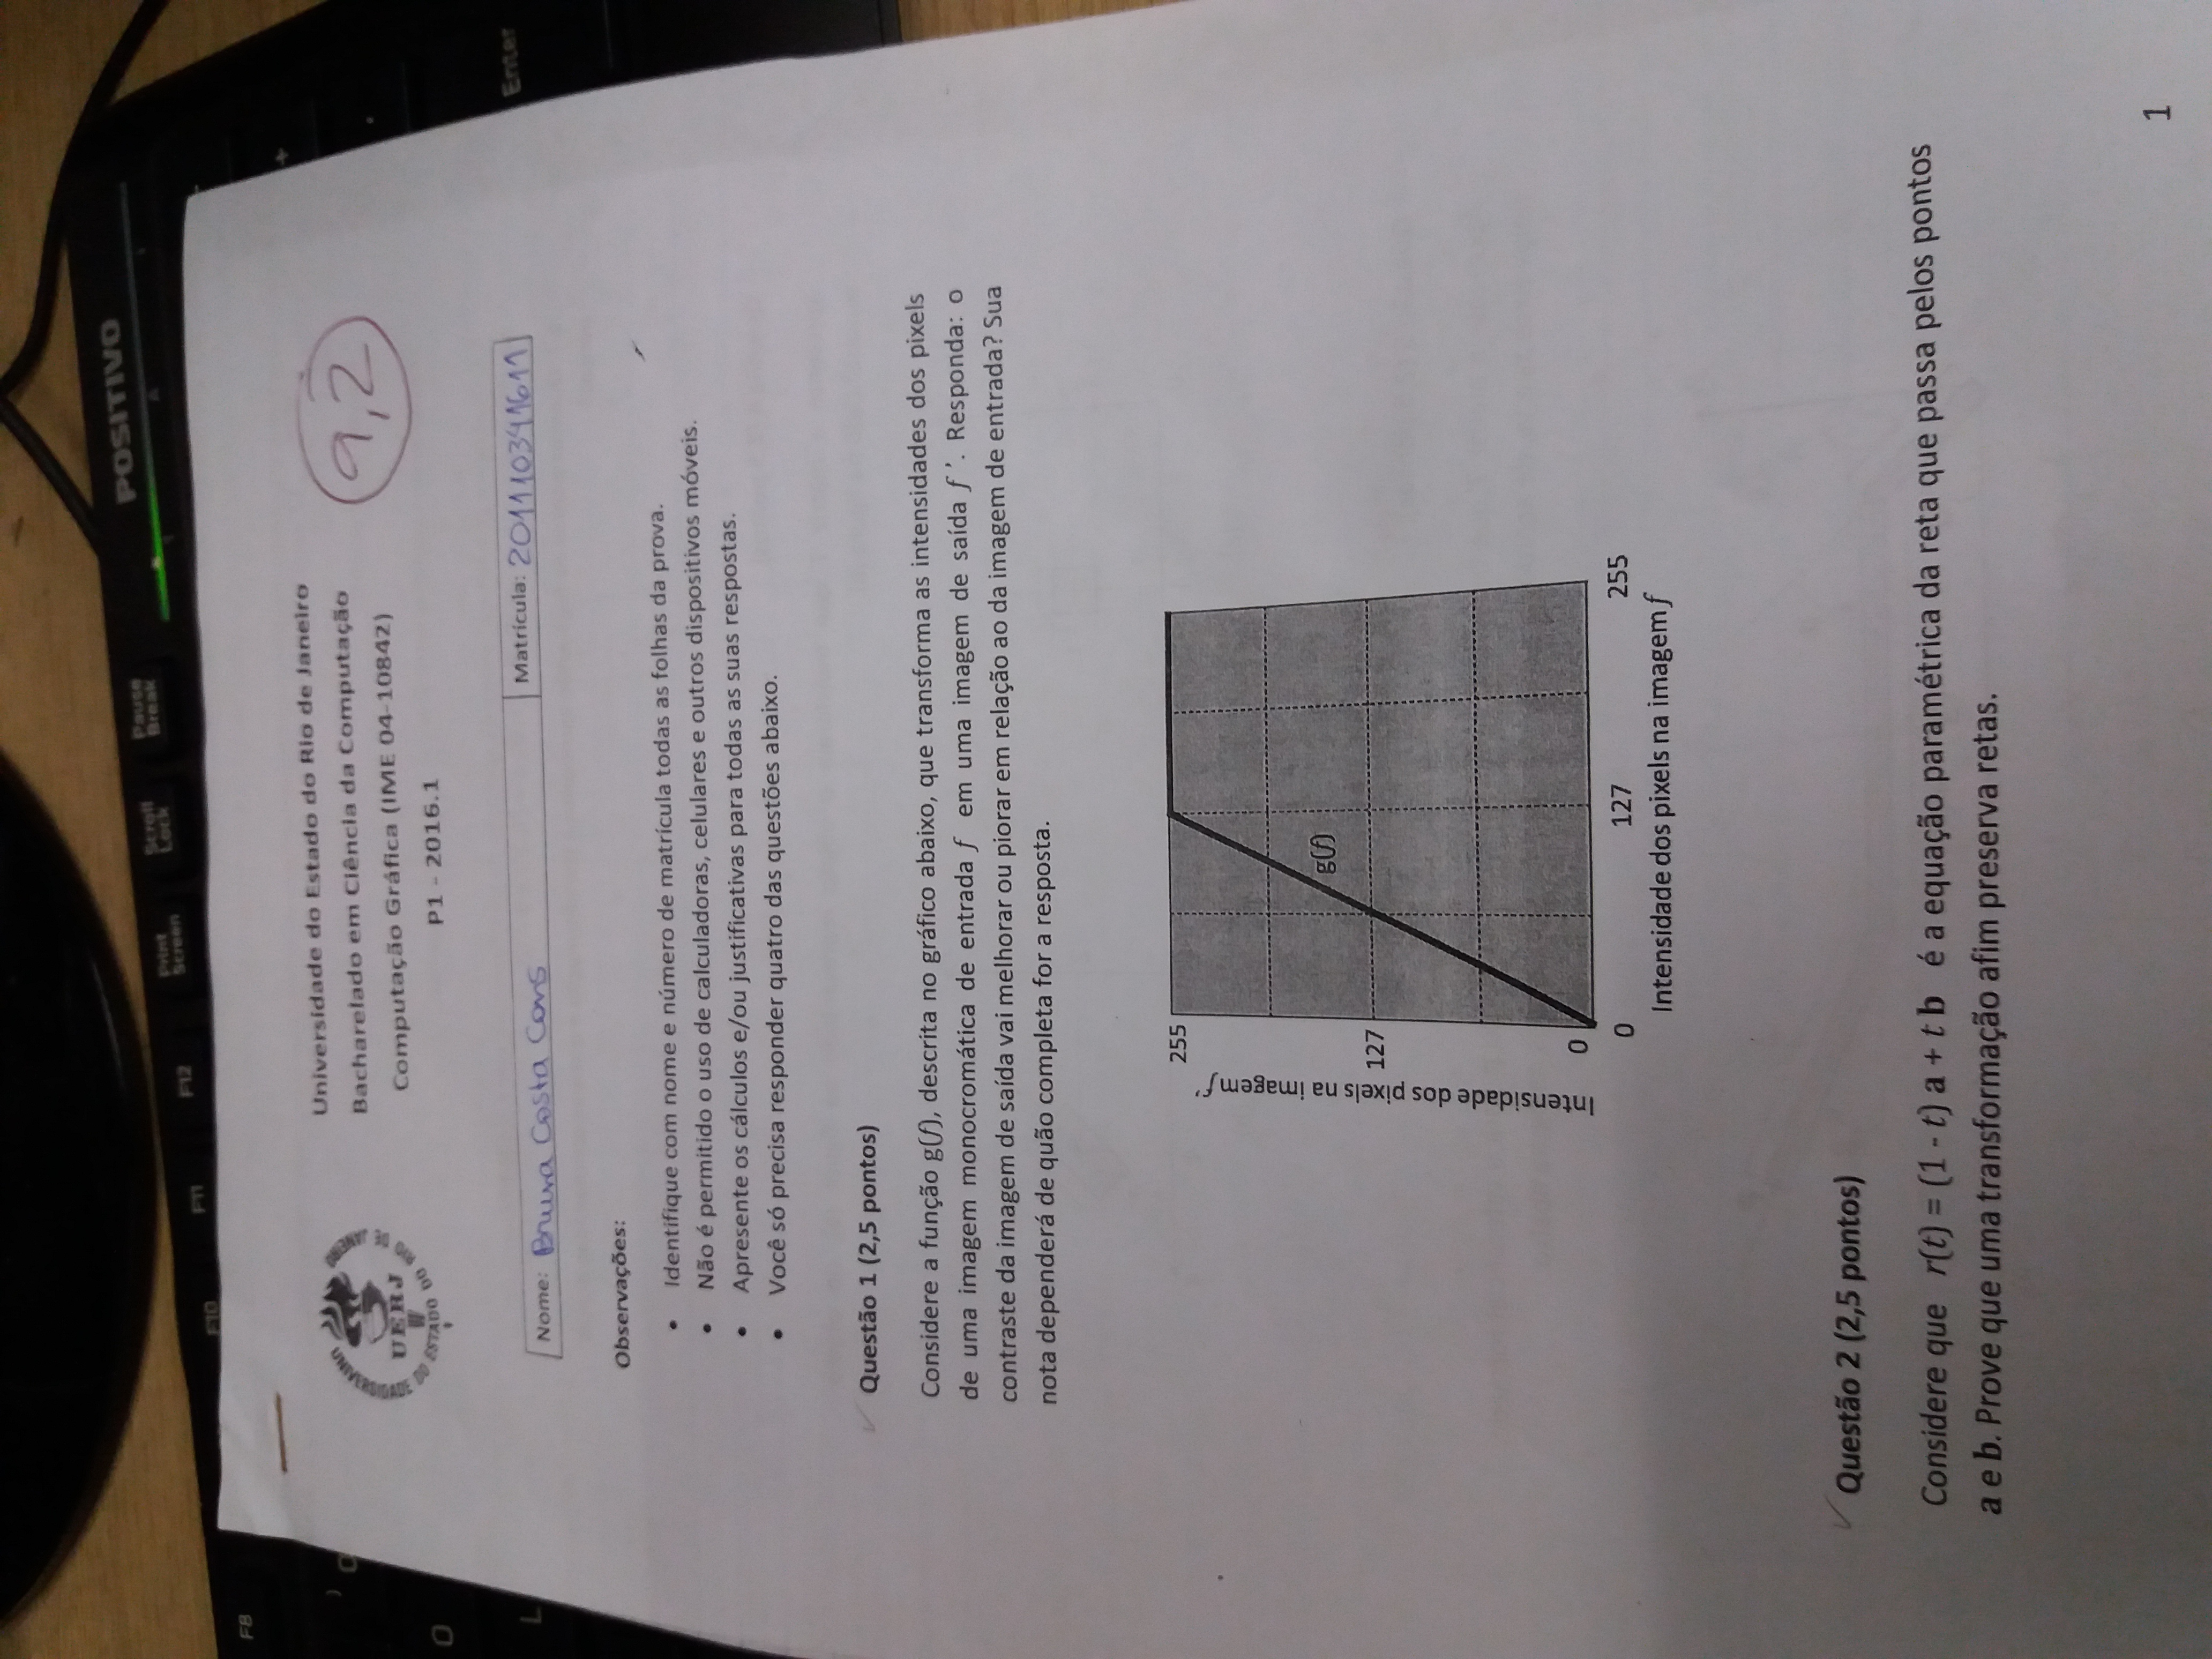 POSITIVO
Print Screen
Scroll Lock
Pause Break
F8
F10
F11
F12
O
L
Enter
UNIVERSIDADE DO ESTADO DO RIO DE JANEIRO
UERJ
Universidade do Estado do Rio de Janeiro
Bacharelado em Ciência da Computação
Computação Gráfica (IME 04-10842)
P1 - 2016.1
9,2
Nome: Bruna Costa Cons
Matrícula: 201110341611
Observações:
• Identifique com nome e número de matrícula todas as folhas da prova.
• Não é permitido o uso de calculadoras, celulares e outros dispositivos móveis.
• Apresente os cálculos e/ou justificativas para todas as suas respostas.
• Você só precisa responder quatro das questões abaixo.
Questão 1 (2,5 pontos)
Considere a função g(f), descrita no gráfico abaixo, que transforma as intensidades dos pixels
de uma imagem monocromática de entrada f em uma imagem de saída f '. Responda: o
contraste da imagem de saída vai melhorar ou piorar em relação ao da imagem de entrada? Sua
nota dependerá de quão completa for a resposta.
Intensidade dos pixels na imagem f'
255
127
0
g(f)
0 127 255
Intensidade dos pixels na imagem f
Questão 2 (2,5 pontos)
Considere que r(t) = (1 - t) a + t b é a equação paramétrica da reta que passa pelos pontos
a e b. Prove que uma transformação afim preserva retas.
1